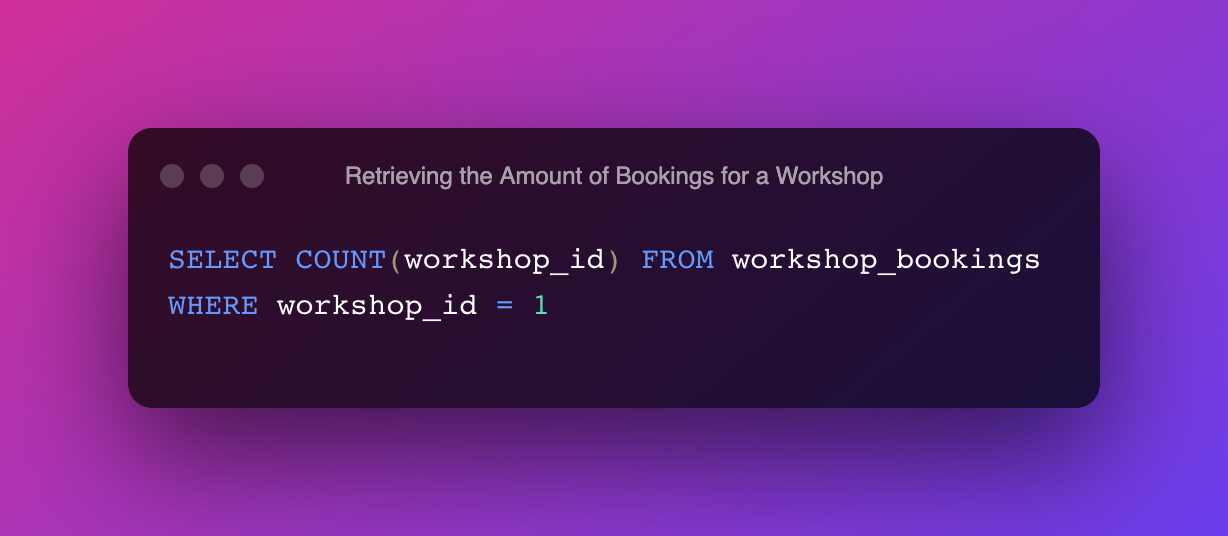 Retrieving the Amount of Bookings for a Workshop
SELECT COUNT(workshop_id) FROM workshop_bookings
WHERE workshop_id = 1